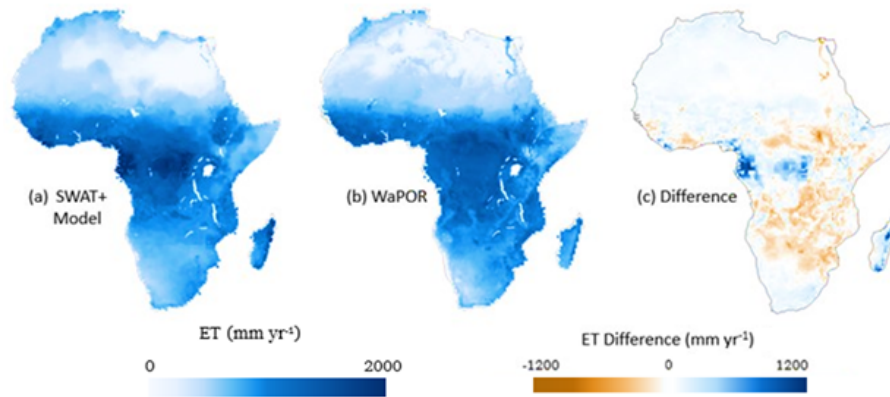 (a) SWAT+
Model
(b) WaPOR
(c) Difference
ET (mm yr⁻¹)
0
2000
ET Difference (mm yr⁻¹)
-1200
0
1200